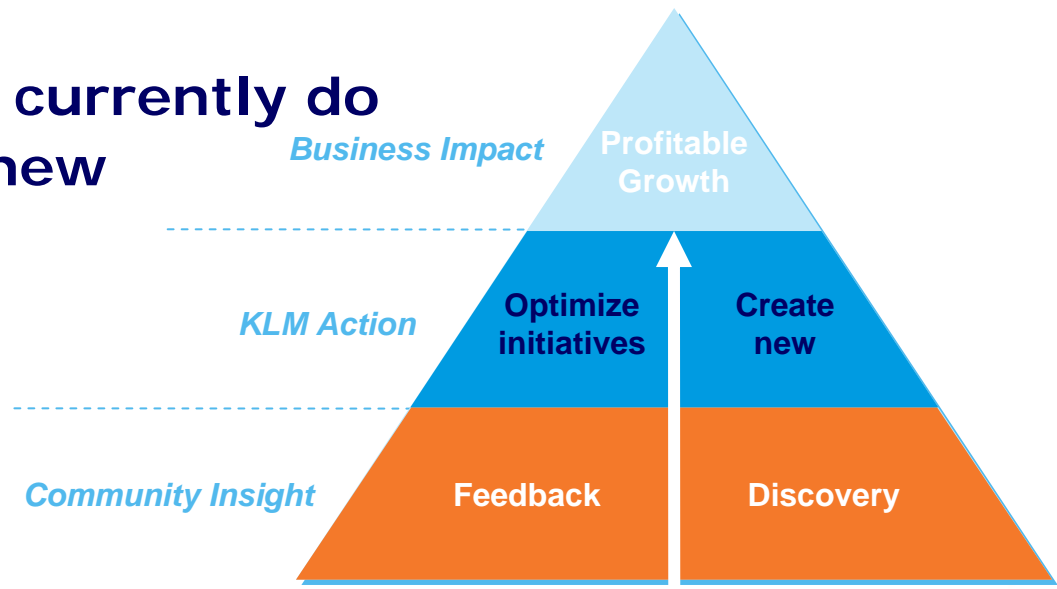 currently do
new
Business Impact
Profitable
Growth
KLM Action
Optimize
initiatives
Create
new
Community Insight
Feedback
Discovery